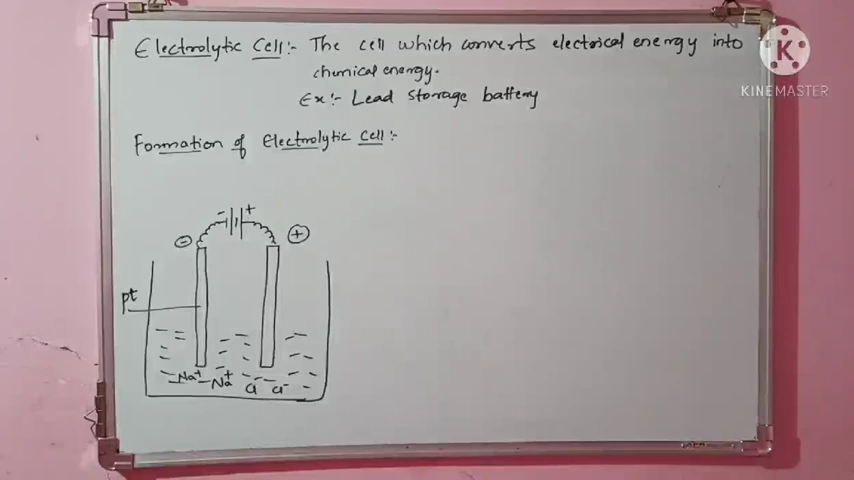 Electrolytic Cell:- The cell which converts electrical energy into
chemical energy.
Ex:- Lead storage battery
KINEMASTER
Formation of Electrolytic Cell:-
- +
⊖ ⊕
pt
Na+ Na+ Cl- Cl-